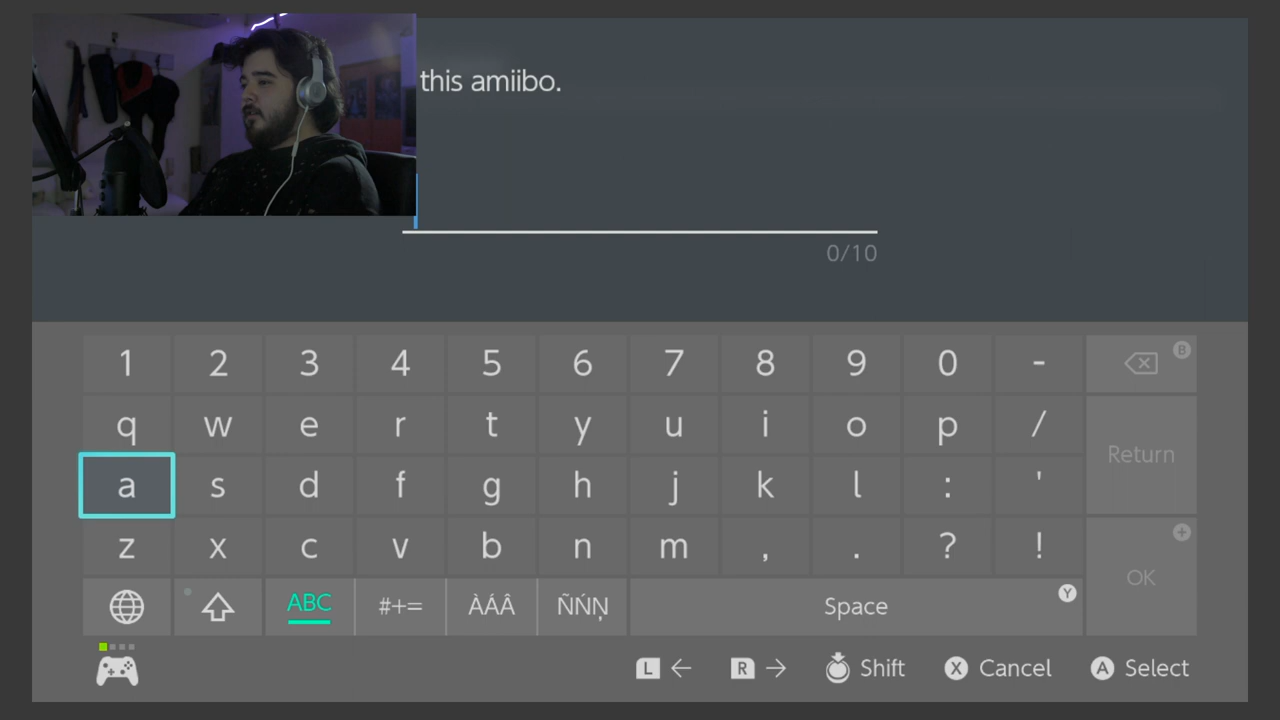 this amiibo.
0/10
1 2 3 4 5 6 7 8 9 0 - B
q w e r t y u i o p /
Return
a s d f g h j k l : '
z x c v b n m , . ? ! +
OK
ABC #+= ÀÁÂ ÑŃṆ Space Y
L ← R → Shift X Cancel A Select